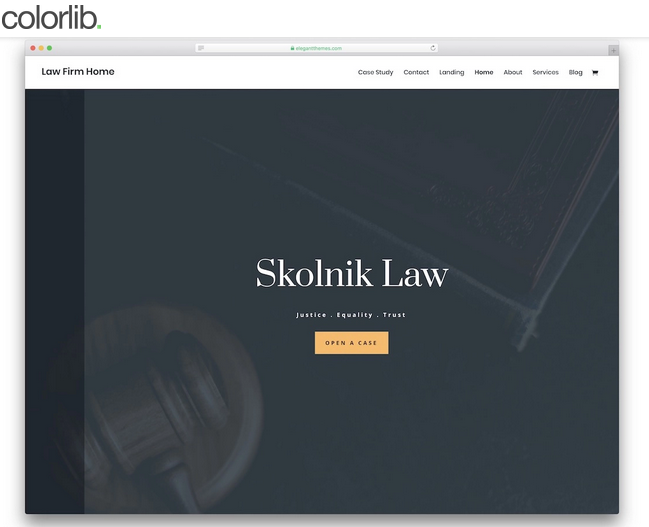 colorlib.
elegantthemes.com
Law Firm Home
Case Study Contact Landing Home About Services Blog
Skolnik Law
Justice . Equality . Trust
OPEN A CASE